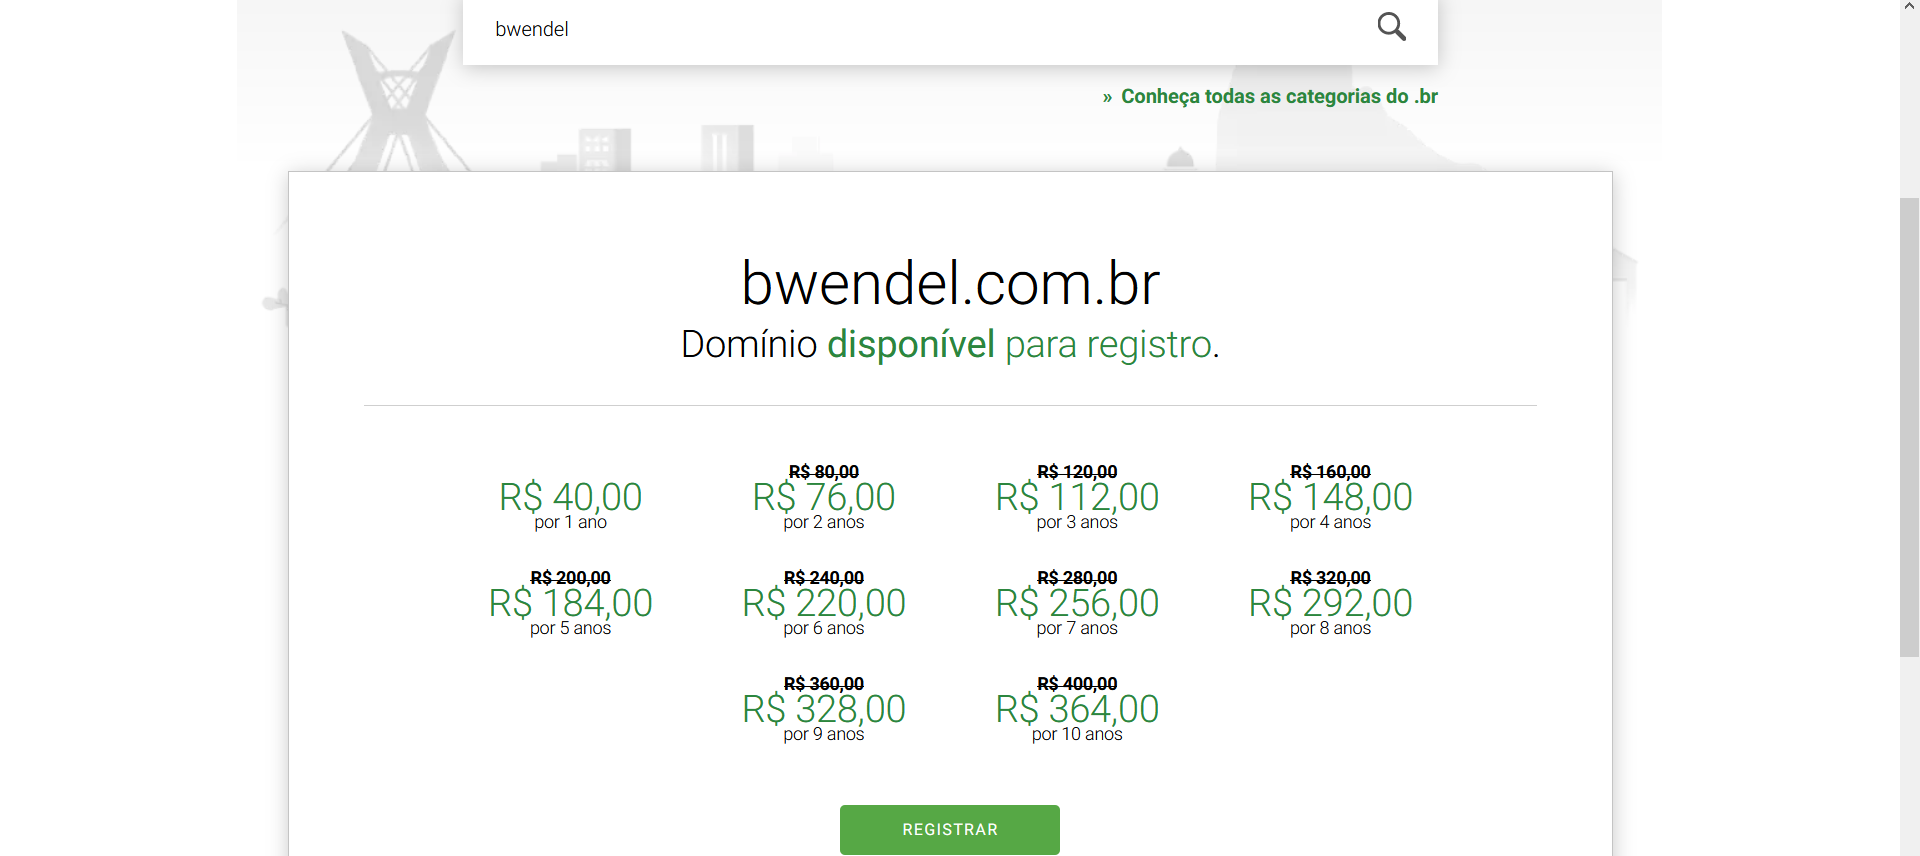 bwendel
» Conheça todas as categorias do .br
bwendel.com.br
Domínio disponível para registro.
R$ 40,00
por 1 ano
R$ 80,00
R$ 76,00
por 2 anos
R$ 120,00
R$ 112,00
por 3 anos
R$ 160,00
R$ 148,00
por 4 anos
R$ 200,00
R$ 184,00
por 5 anos
R$ 240,00
R$ 220,00
por 6 anos
R$ 280,00
R$ 256,00
por 7 anos
R$ 320,00
R$ 292,00
por 8 anos
R$ 360,00
R$ 328,00
por 9 anos
R$ 400,00
R$ 364,00
por 10 anos
REGISTRAR